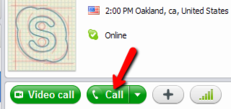 2:00 PM Oakland, ca, United States
Online
Video call
Call